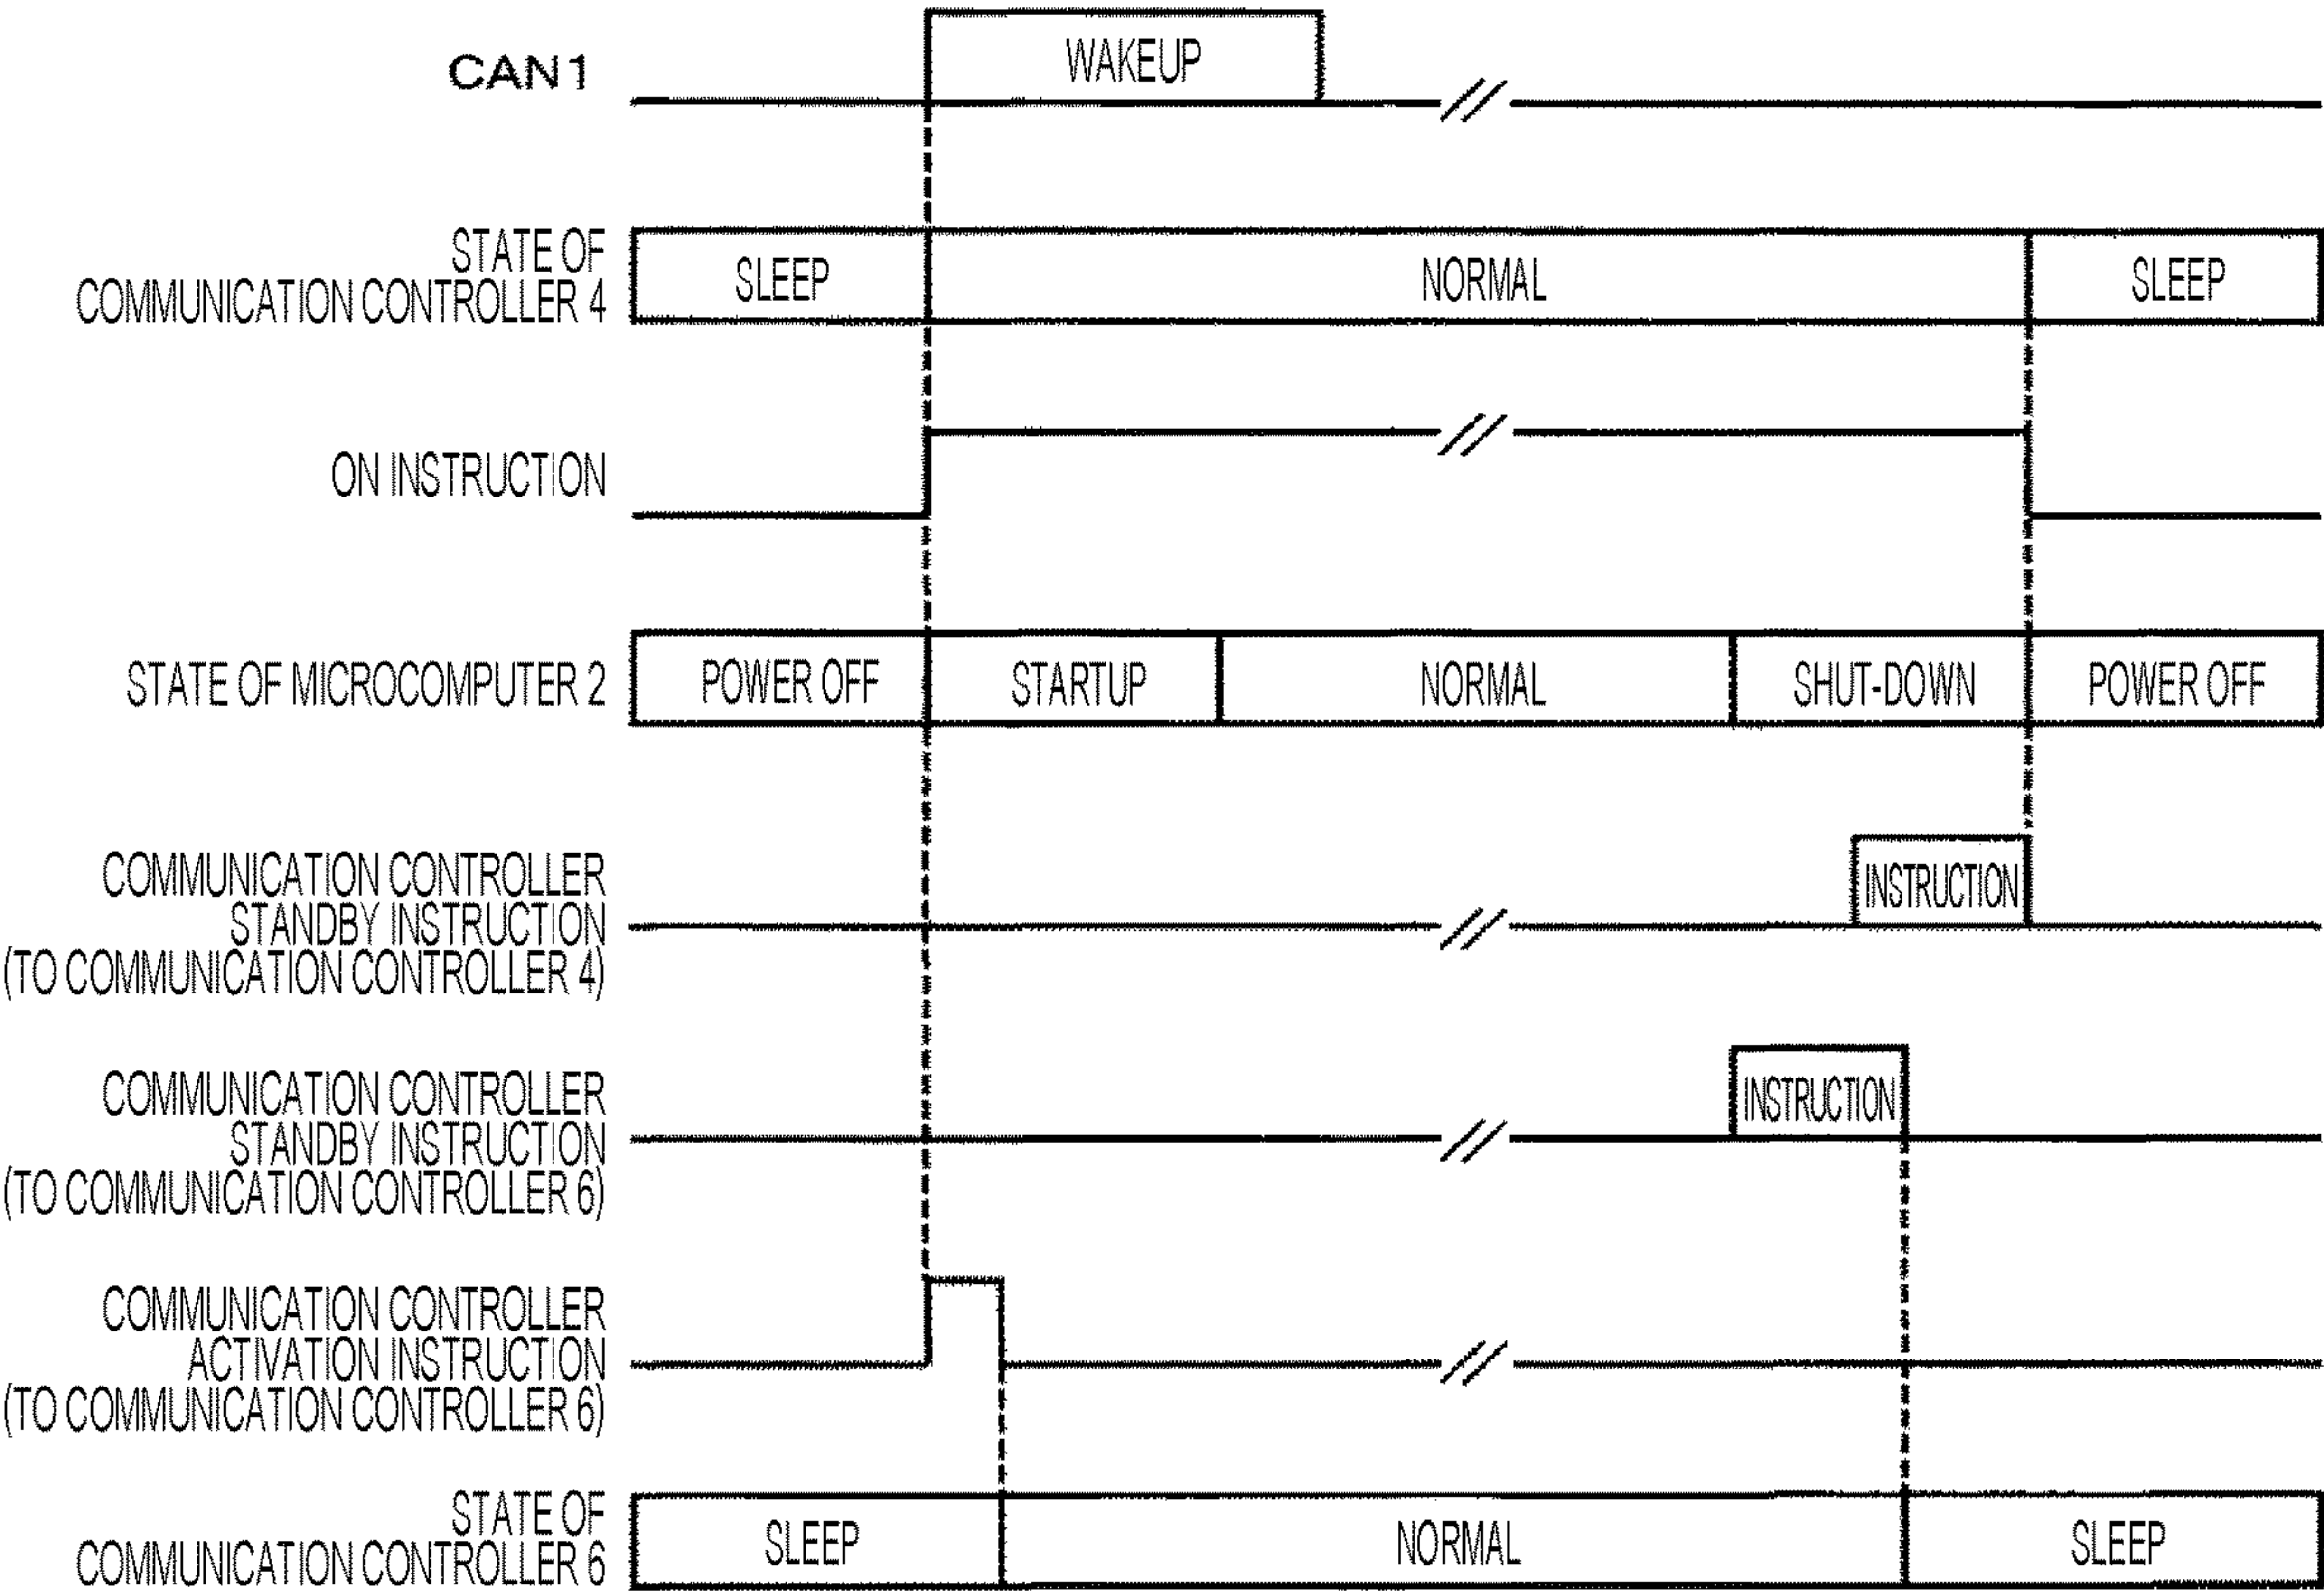 CAN1
WAKEUP
STATE OF
COMMUNICATION CONTROLLER 4
SLEEP
NORMAL
SLEEP
ON INSTRUCTION
STATE OF MICROCOMPUTER 2
POWER OFF
STARTUP
NORMAL
SHUT-DOWN
POWER OFF
COMMUNICATION CONTROLLER
STANDBY INSTRUCTION
(TO COMMUNICATION CONTROLLER 4)
INSTRUCTION
COMMUNICATION CONTROLLER
STANDBY INSTRUCTION
(TO COMMUNICATION CONTROLLER 6)
INSTRUCTION
COMMUNICATION CONTROLLER
ACTIVATION INSTRUCTION
(TO COMMUNICATION CONTROLLER 6)
STATE OF
COMMUNICATION CONTROLLER 6
SLEEP
NORMAL
SLEEP